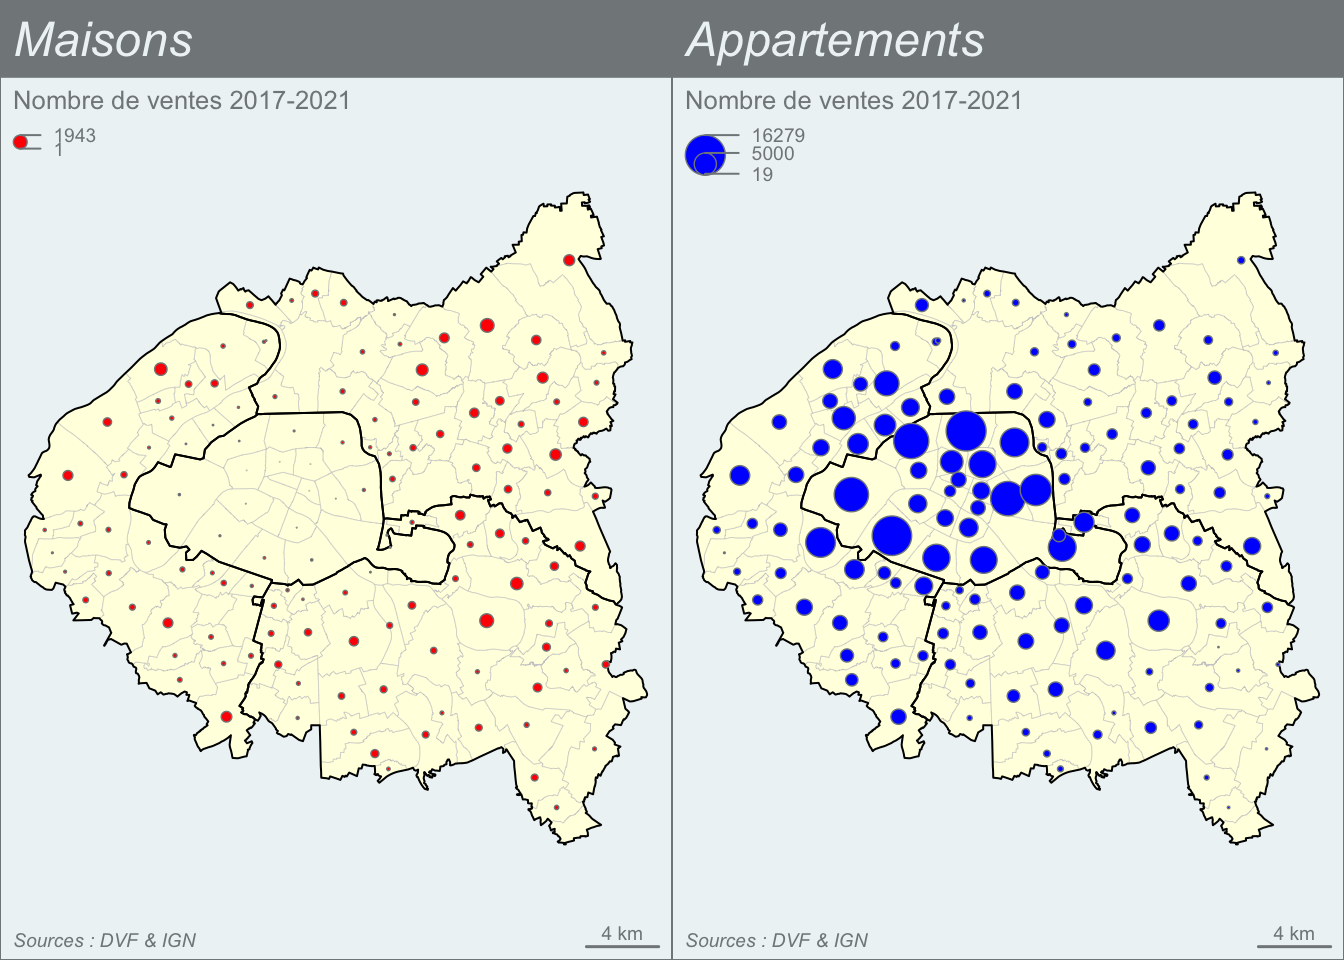 Maisons
Nombre de ventes 2017-2021
1943
1
Sources : DVF & IGN
4 km
Appartements
Nombre de ventes 2017-2021
16279
5000
19
Sources : DVF & IGN
4 km